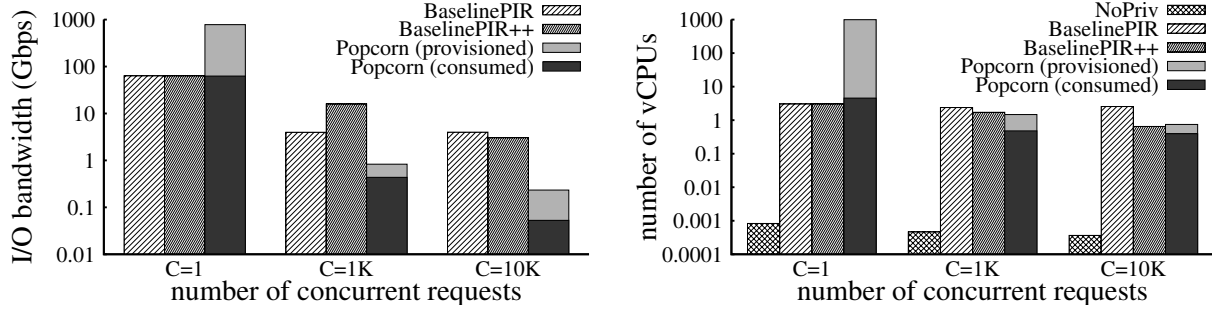 I/O bandwidth (Gbps)
1000
100
10
1
0.1
0.01
BaselinePIR
BaselinePIR++
Popcorn (provisioned)
Popcorn (consumed)
C=1
C=1K
C=10K
number of concurrent requests
number of vCPUs
1000
100
10
1
0.1
0.01
0.001
0.0001
NoPriv
BaselinePIR
BaselinePIR++
Popcorn (provisioned)
Popcorn (consumed)
C=1
C=1K
C=10K
number of concurrent requests